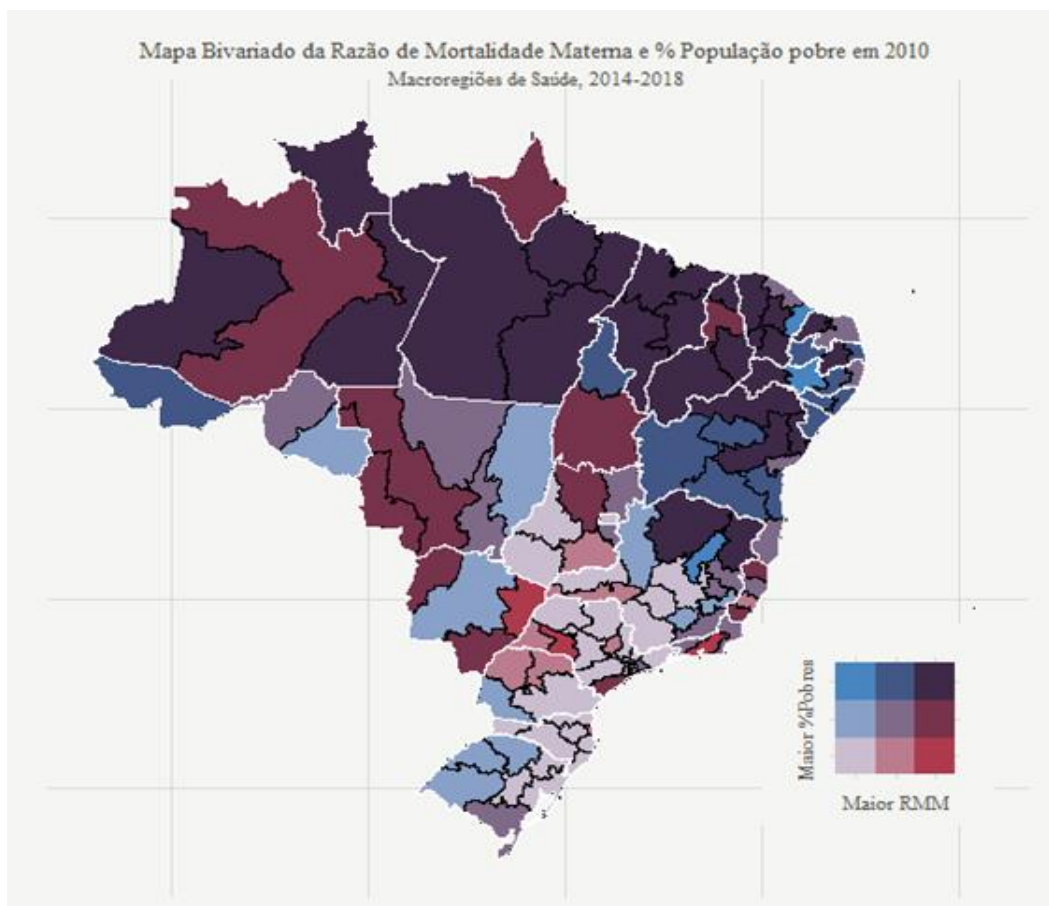 Mapa Bivariado da Razão de Mortalidade Materna e % População pobre em 2010
Macroregiões de Saúde, 2014-2018
Maior %Pobres
Maior RMM